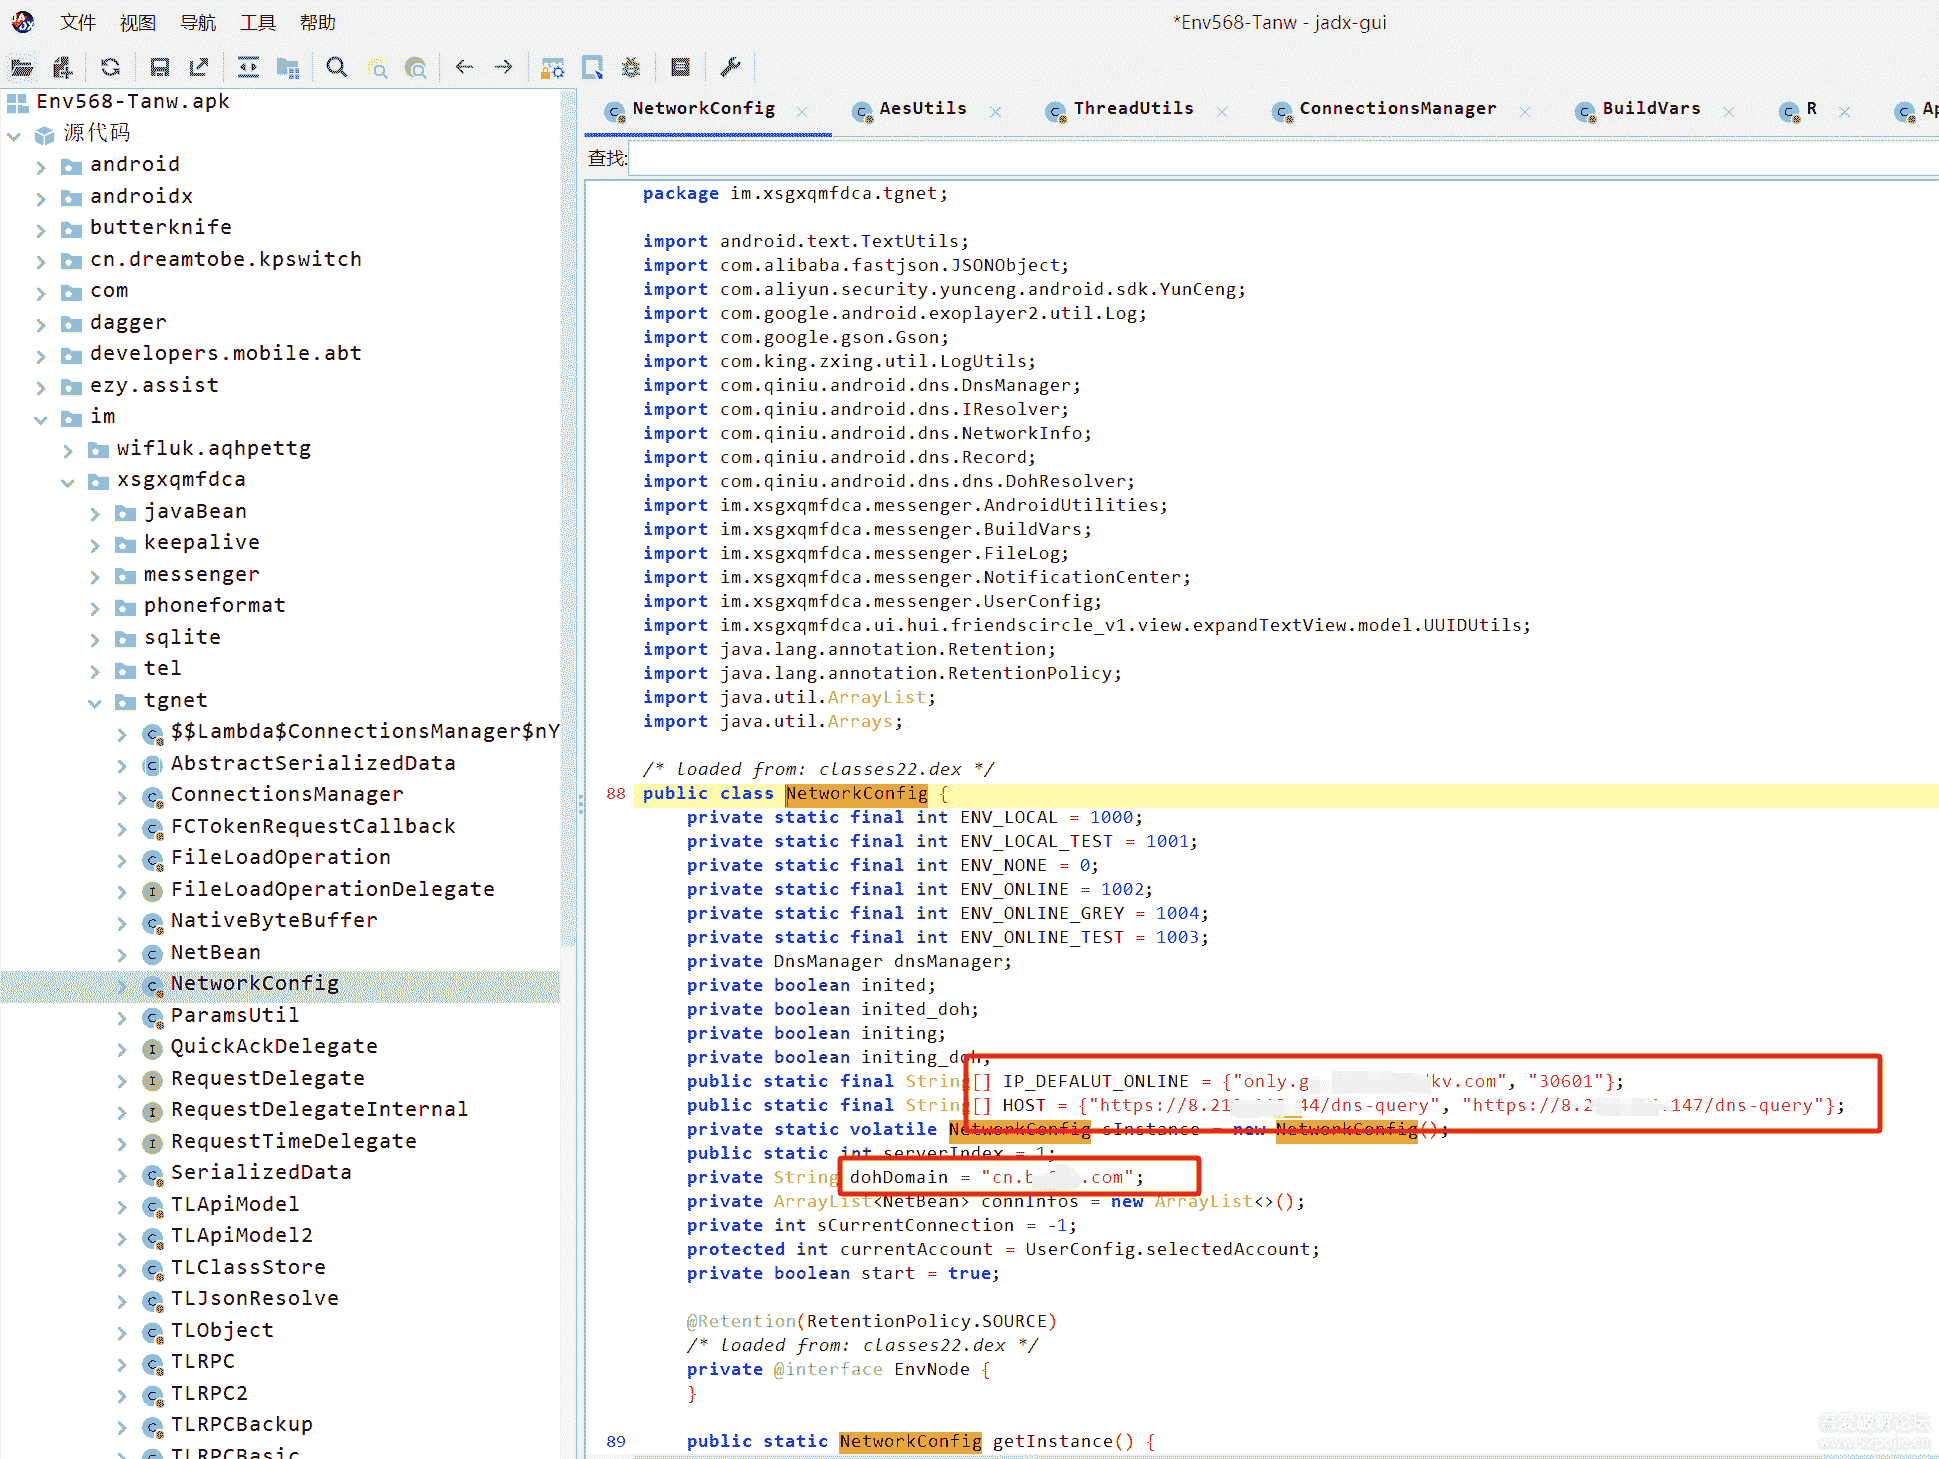 文件 视图 导航 工具 帮助
*Env568-Tanw - jadx-gui
Env568-Tanw.apk
源代码
android
androidx
butterknife
cn.dreamtobe.kpswitch
com
dagger
developers.mobile.abt
ezy.assist
im
wifluk.aqhpettg
xsgxqmfdca
javaBean
keepalive
messenger
phoneformat
sqlite
tel
tgnet
$$Lambda$ConnectionsManager$nY
AbstractSerializedData
ConnectionsManager
FCTokenRequestCallback
FileLoadOperation
FileLoadOperationDelegate
NativeByteBuffer
NetBean
NetworkConfig
ParamsUtil
QuickAckDelegate
RequestDelegate
RequestDelegateInternal
RequestTimeDelegate
SerializedData
TLApiModel
TLApiModel2
TLClassStore
TLJsonResolve
TLObject
TLRPC
TLRPC2
TLRPCBackup
TLRPCBasic
NetworkConfig AesUtils ThreadUtils ConnectionsManager BuildVars R Ap
查找:
package im.xsgxqmfdca.tgnet;
import android.text.TextUtils;
import com.alibaba.fastjson.JSONObject;
import com.aliyun.security.yunceng.android.sdk.YunCeng;
import com.google.android.exoplayer2.util.Log;
import com.google.gson.Gson;
import com.king.zxing.util.LogUtils;
import com.qiniu.android.dns.DnsManager;
import com.qiniu.android.dns.IResolver;
import com.qiniu.android.dns.NetworkInfo;
import com.qiniu.android.dns.Record;
import com.qiniu.android.dns.dns.DohResolver;
import im.xsgxqmfdca.messenger.AndroidUtilities;
import im.xsgxqmfdca.messenger.BuildVars;
import im.xsgxqmfdca.messenger.FileLog;
import im.xsgxqmfdca.messenger.NotificationCenter;
import im.xsgxqmfdca.messenger.UserConfig;
import im.xsgxqmfdca.ui.hui.friendscircle_v1.view.expandTextView.model.UUIDUtils;
import java.lang.annotation.Retention;
import java.lang.annotation.RetentionPolicy;
import java.util.ArrayList;
import java.util.Arrays;
/* loaded from: classes22.dex */
88 public class NetworkConfig {
private static final int ENV_LOCAL = 1000;
private static final int ENV_LOCAL_TEST = 1001;
private static final int ENV_NONE = 0;
private static final int ENV_ONLINE = 1002;
private static final int ENV_ONLINE_GREY = 1004;
private static final int ENV_ONLINE_TEST = 1003;
private DnsManager dnsManager;
private boolean inited;
private boolean inited_doh;
private boolean initing;
private boolean initing_doh;
public static final String[] IP_DEFALUT_ONLINE = {"only.g kv.com", "30601"};
public static final String[] HOST = {"https://8.21 44/dns-query", "https://8.2 .147/dns-query"};
private static volatile NetworkConfig sInstance = new NetworkConfig();
public static int serverIndex = 1;
private String dohDomain = "cn.b .com";
private ArrayList<NetBean> connInfos = new ArrayList<>();
private int sCurrentConnection = -1;
protected int currentAccount = UserConfig.selectedAccount;
private boolean start = true;
@Retention(RetentionPolicy.SOURCE)
/* loaded from: classes22.dex */
private @interface EnvNode {
}
89 public static NetworkConfig getInstance() {
吾爱破解论坛
www.52pojie.cn